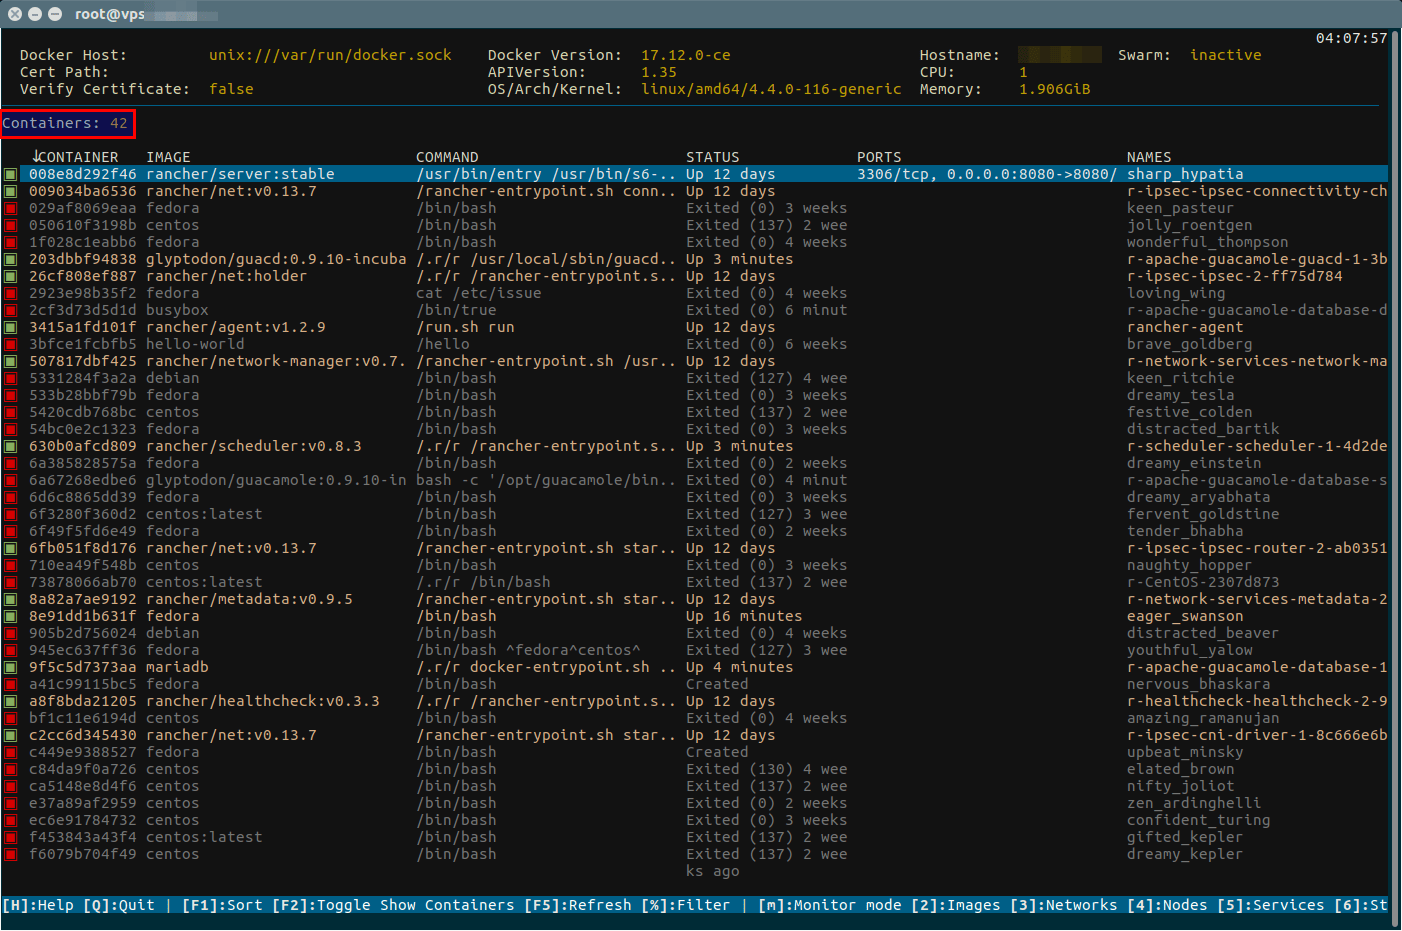 root@vps
04:07:57
Docker Host: unix:///var/run/docker.sock Docker Version: 17.12.0-ce Hostname: Swarm: inactive
Cert Path: APIVersion: 1.35 CPU: 1
Verify Certificate: false OS/Arch/Kernel: linux/amd64/4.4.0-116-generic Memory: 1.906GiB
Containers: 42
↓CONTAINER IMAGE COMMAND STATUS PORTS NAMES
008e8d292f46 rancher/server:stable /usr/bin/entry /usr/bin/s6-.. Up 12 days 3306/tcp, 0.0.0.0:8080->8080/ sharp_hypatia
009034ba6536 rancher/net:v0.13.7 /rancher-entrypoint.sh conn.. Up 12 days r-ipsec-ipsec-connectivity-ch
029af8069eaa fedora /bin/bash Exited (0) 3 weeks keen_pasteur
050610f3198b centos /bin/bash Exited (137) 2 wee jolly_roentgen
1f028c1eabb6 fedora /bin/bash Exited (0) 4 weeks wonderful_thompson
203dbbf94838 glyptodon/guacd:0.9.10-incuba /.r/r /usr/local/sbin/guacd.. Up 3 minutes r-apache-guacamole-guacd-1-3b
26cf808ef887 rancher/net:holder /.r/r /rancher-entrypoint.s.. Up 12 days r-ipsec-ipsec-2-ff75d784
2923e98b35f2 fedora cat /etc/issue Exited (0) 4 weeks loving_wing
2cf3d73d5d1d busybox /bin/true Exited (0) 6 minut r-apache-guacamole-database-d
3415a1fd101f rancher/agent:v1.2.9 /run.sh run Up 12 days rancher-agent
3bfce1fcbfb5 hello-world /hello Exited (0) 6 weeks brave_goldberg
507817dbf425 rancher/network-manager:v0.7. /rancher-entrypoint.sh /usr.. Up 12 days r-network-services-network-ma
5331284f3a2a debian /bin/bash Exited (127) 4 wee keen_ritchie
533b28bbf79b fedora /bin/bash Exited (0) 3 weeks dreamy_tesla
5420cdb768bc centos /bin/bash Exited (137) 2 wee festive_colden
54bc0e2c1323 fedora /bin/bash Exited (0) 3 weeks distracted_bartik
630b0afcd809 rancher/scheduler:v0.8.3 /.r/r /rancher-entrypoint.s.. Up 3 minutes r-scheduler-scheduler-1-4d2de
6a385828575a fedora /bin/bash Exited (0) 2 weeks dreamy_einstein
6a67268edbe6 glyptodon/guacamole:0.9.10-in bash -c '/opt/guacamole/bin.. Exited (0) 4 minut r-apache-guacamole-database-s
6d6c8865dd39 fedora /bin/bash Exited (0) 3 weeks dreamy_aryabhata
6f3280f360d2 centos:latest /bin/bash Exited (127) 3 wee fervent_goldstine
6f49f5fd6e49 fedora /bin/bash Exited (0) 2 weeks tender_bhabha
6fb051f8d176 rancher/net:v0.13.7 /rancher-entrypoint.sh star.. Up 12 days r-ipsec-ipsec-router-2-ab0351
710ea49f548b centos /bin/bash Exited (0) 3 weeks naughty_hopper
73878066ab70 centos:latest /.r/r /bin/bash Exited (137) 2 wee r-CentOS-2307d873
8a82a7ae9192 rancher/metadata:v0.9.5 /rancher-entrypoint.sh star.. Up 12 days r-network-services-metadata-2
8e91dd1b631f fedora /bin/bash Up 16 minutes eager_swanson
905b2d756024 debian /bin/bash Exited (0) 4 weeks distracted_beaver
945ec637ff36 fedora /bin/bash ^fedora^centos^ Exited (127) 3 wee youthful_yalow
9f5c5d7373aa mariadb /.r/r docker-entrypoint.sh .. Up 4 minutes r-apache-guacamole-database-1
a41c99115bc5 fedora /bin/bash Created nervous_bhaskara
a8f8bda21205 rancher/healthcheck:v0.3.3 /.r/r /rancher-entrypoint.s.. Up 12 days r-healthcheck-healthcheck-2-9
bf1c11e6194d centos /bin/bash Exited (0) 4 weeks amazing_ramanujan
c2cc6d345430 rancher/net:v0.13.7 /rancher-entrypoint.sh star.. Up 12 days r-ipsec-cni-driver-1-8c666e6b
c449e9388527 fedora /bin/bash Created upbeat_minsky
c84da9f0a726 centos /bin/bash Exited (130) 4 wee elated_brown
ca5148e8d4f6 centos /bin/bash Exited (137) 2 wee nifty_joliot
e37a89af2959 centos /bin/bash Exited (0) 2 weeks zen_ardinghelli
ec6e91784732 centos /bin/bash Exited (0) 3 weeks confident_turing
f453843a43f4 centos:latest /bin/bash Exited (137) 2 wee gifted_kepler
f6079b704f49 centos /bin/bash Exited (137) 2 wee dreamy_kepler
ks ago
[H]:Help [Q]:Quit | [F1]:Sort [F2]:Toggle Show Containers [F5]:Refresh [%]:Filter | [m]:Monitor mode [2]:Images [3]:Networks [4]:Nodes [5]:Services [6]:St